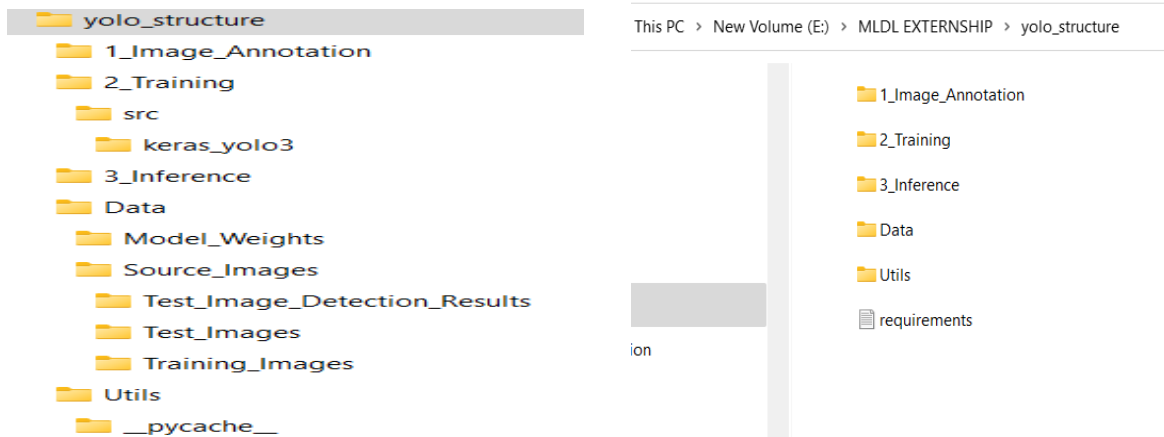 yolo_structure
1_Image_Annotation
2_Training
src
keras_yolo3
3_Inference
Data
Model_Weights
Source_Images
Test_Image_Detection_Results
Test_Images
Training_Images
Utils
__pycache__
This PC > New Volume (E:) > MLDL EXTERNSHIP > yolo_structure
1_Image_Annotation
2_Training
3_Inference
Data
Utils
requirements
ion